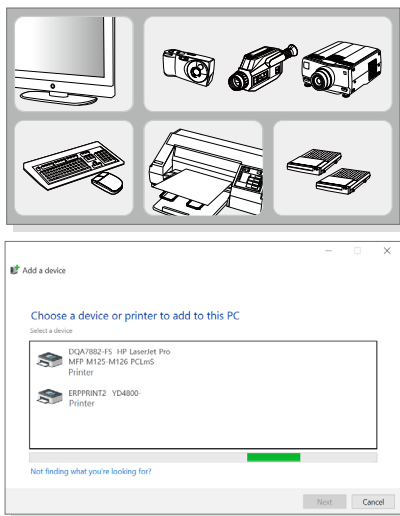 Add a device
Choose a device or printer to add to this PC
Select a device
DQA7882-F5 HP LaserJet Pro
MFP M125-M126 PCLmS
Printer
ERPPRINT2 YD4800-
Printer
Not finding what you're looking for?
Next Cancel